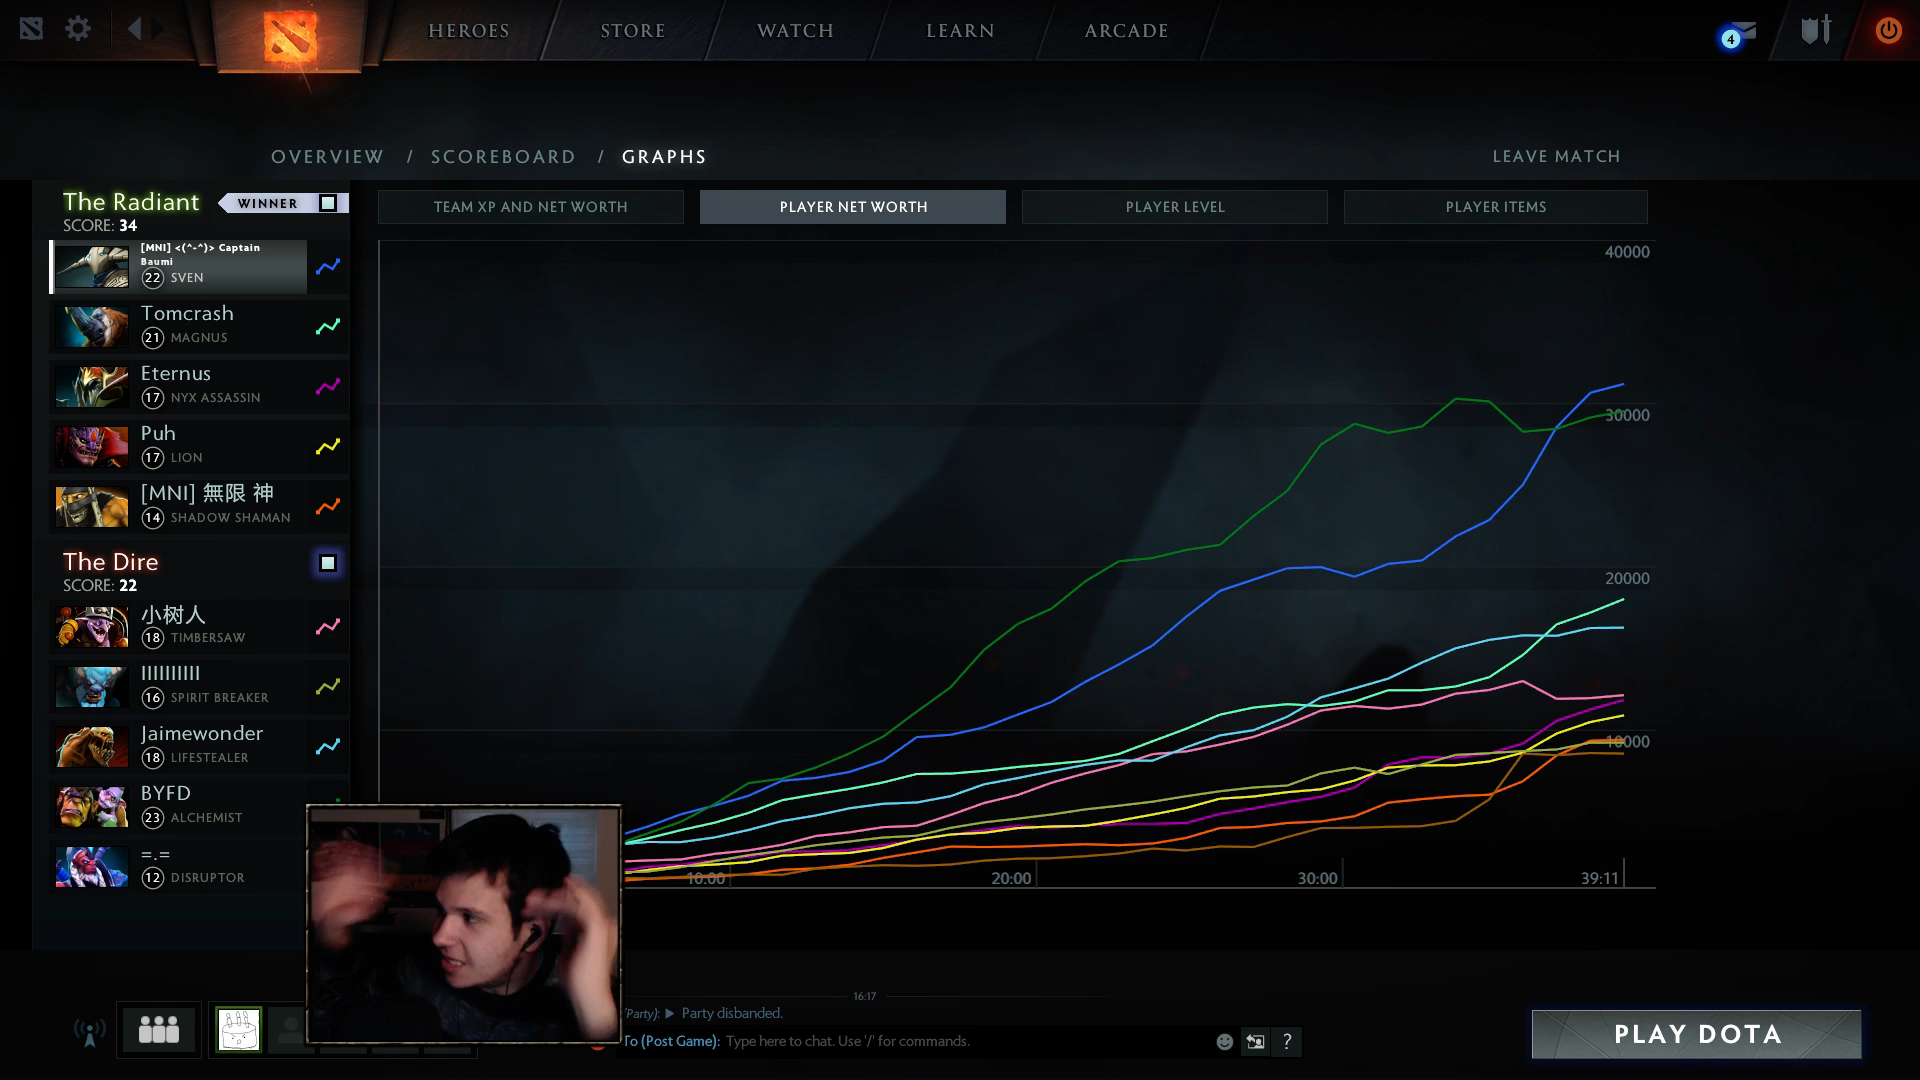 HEROES
STORE
WATCH
LEARN
ARCADE
4
OVERVIEW / SCOREBOARD / GRAPHS
LEAVE MATCH
The Radiant
WINNER
SCORE: 34
[MNI] <(^-^)> Captain
Baumi
22 SVEN
Tomcrash
21 MAGNUS
Eternus
17 NYX ASSASSIN
Puh
17 LION
[MNI] 無限 神
14 SHADOW SHAMAN
The Dire
SCORE: 22
小树人
18 TIMBERSAW
llllllllll
16 SPIRIT BREAKER
Jaimewonder
18 LIFESTEALER
BYFD
23 ALCHEMIST
=.=
12 DISRUPTOR
TEAM XP AND NET WORTH
PLAYER NET WORTH
PLAYER LEVEL
PLAYER ITEMS
40000
30000
20000
10000
10:00
20:00
30:00
39:11
16:17
(Party): Party disbanded.
To (Post Game): Type here to chat. Use '/' for commands.
?
PLAY DOTA